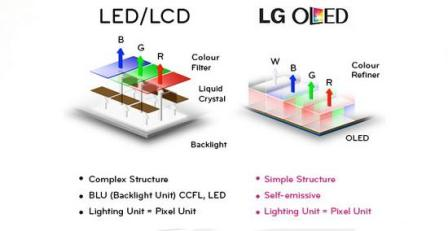 LED/LCD
B
G
R
Colour
Filter
Liquid
Crystal
Backlight
• Complex Structure
• BLU (Backlight Unit) CCFL, LED
• Lighting Unit = Pixel Unit
LG OLED
W
B
G
R
Colour
Refiner
OLED
• Simple Structure
• Self-emissive
• Lighting Unit = Pixel Unit